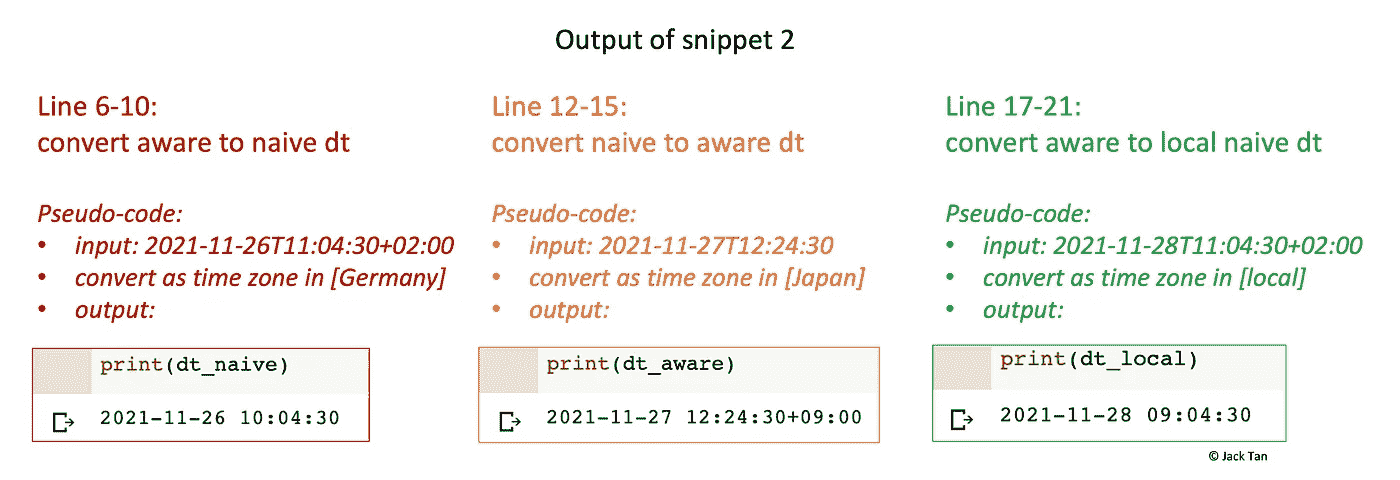 Output of snippet 2
Line 6-10:
convert aware to naive dt
Pseudo-code:
• input: 2021-11-26T11:04:30+02:00
• convert as time zone in [Germany]
• output:
print(dt_naive)
2021-11-26 10:04:30
Line 12-15:
convert naive to aware dt
Pseudo-code:
• input: 2021-11-27T12:24:30
• convert as time zone in [Japan]
• output:
print(dt_aware)
2021-11-27 12:24:30+09:00
Line 17-21:
convert aware to local naive dt
Pseudo-code:
• input: 2021-11-28T11:04:30+02:00
• convert as time zone in [local]
• output:
print(dt_local)
2021-11-28 09:04:30
© Jack Tan